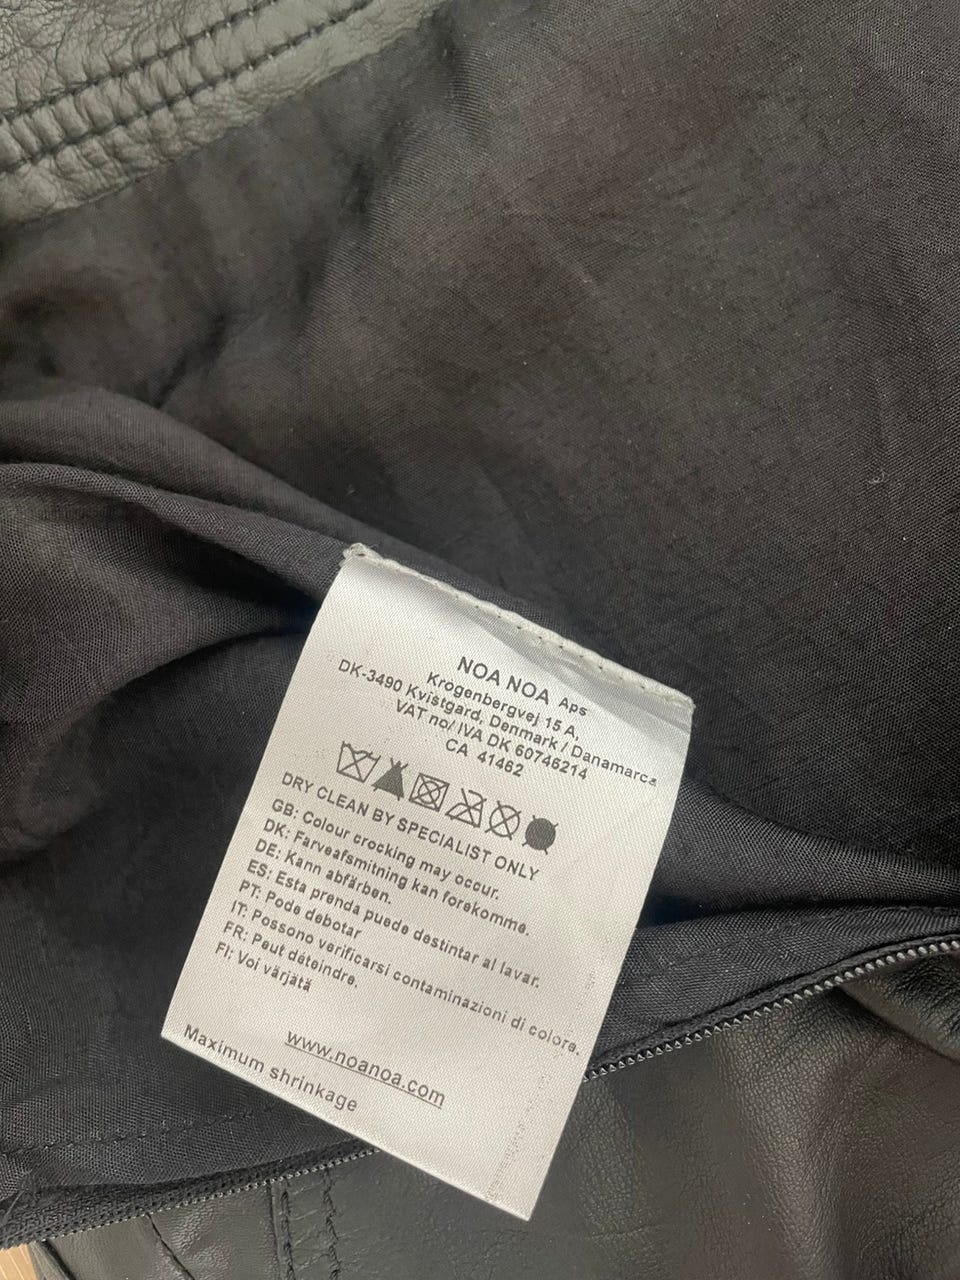 NOA NOA Aps
Krogenbergvej 15 A,
DK-3490 Kvistgard, Denmark / Danamarca
VAT no/ IVA DK 60746214
CA 41462
DRY CLEAN BY SPECIALIST ONLY
GB: Colour crocking may occur.
DK: Farveafsmitning kan forekomme.
DE: Kann abfärben.
ES: Esta prenda puede destintar al lavar.
PT: Pode debotar
IT: Possono verificarsi contaminazioni di colore.
FR: Peut déteindre.
FI: Voi värjätä
www.noanoa.com
Maximum shrinkage